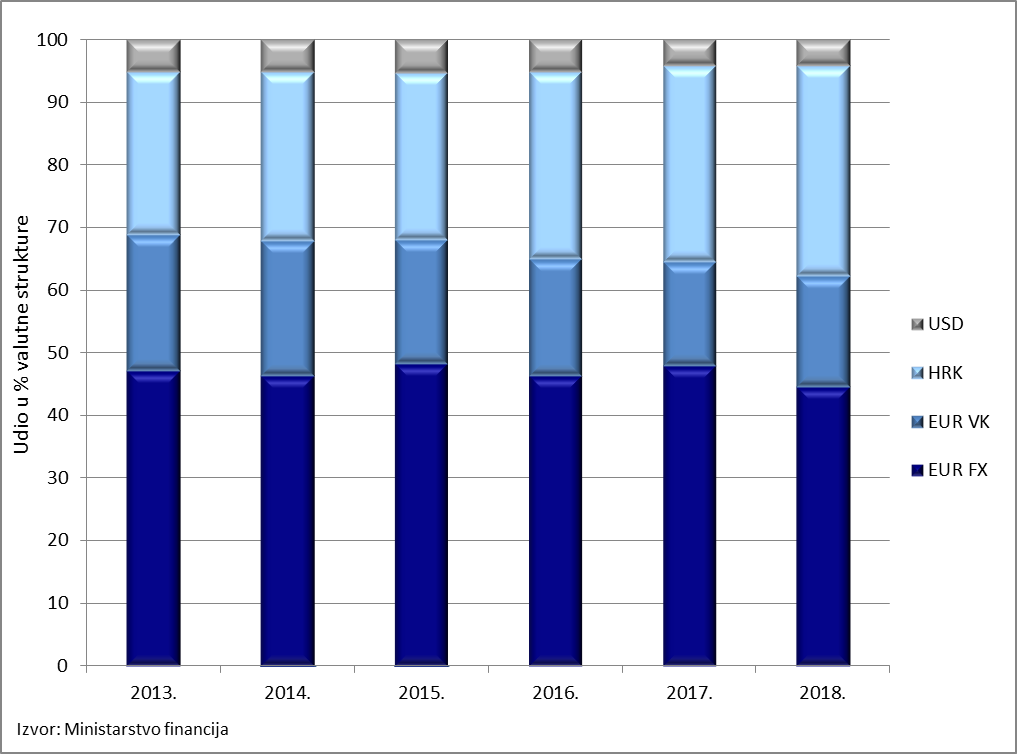 Udio u % valutne strukture
100
90
80
70
60
50
40
30
20
10
0
2013. 2014. 2015. 2016. 2017. 2018.
USD
HRK
EUR VK
EUR FX
Izvor: Ministarstvo financija